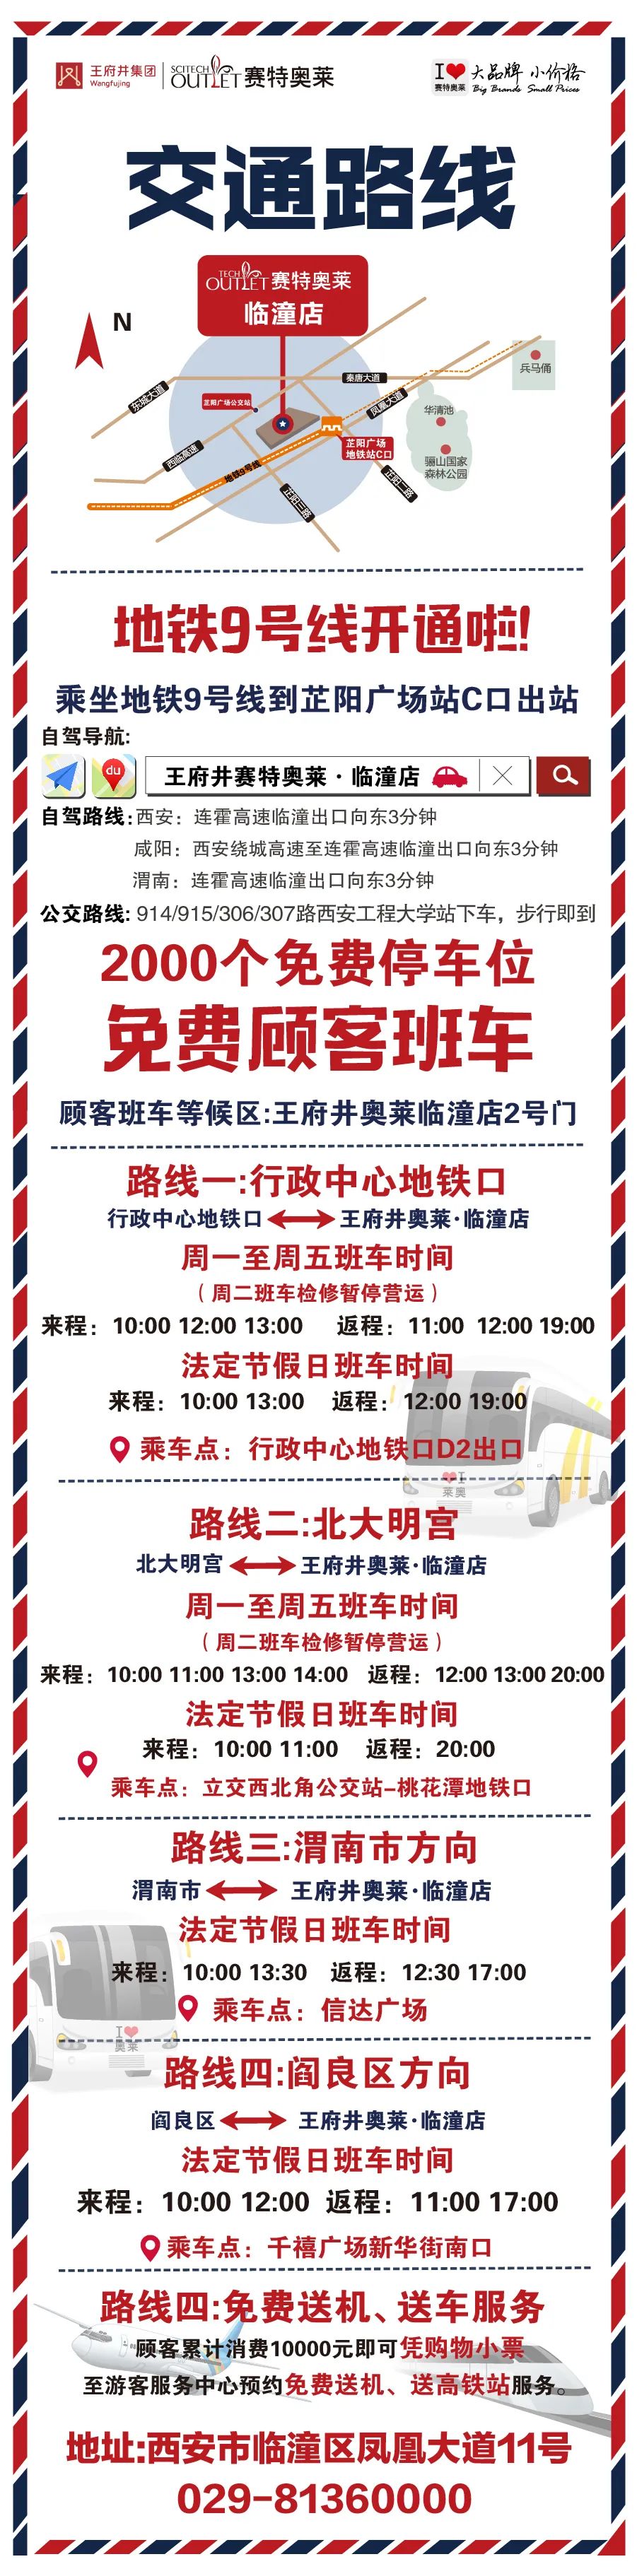 王府井集团
Wangfujing
SCITECH
OUTLET 赛特奥莱
I❤
赛特奥莱
大品牌 小价格
Big Brands Small Prices
交通路线
TECH
OUTLET 赛特奥莱
临潼店
N
兵马俑
秦唐大道
东城大道
芷阳广场公交站
凤凰大道
华清池
芷阳广场
地铁站C口
西临高速
骊山国家
森林公园
地铁9号线
芷阳二路
芷阳三路
地铁9号线开通啦!
乘坐地铁9号线到芷阳广场站C口出站
自驾导航:
du
王府井赛特奥莱·临潼店
自驾路线:西安：连霍高速临潼出口向东3分钟
咸阳：西安绕城高速至连霍高速临潼出口向东3分钟
渭南：连霍高速临潼出口向东3分钟
公交路线: 914/915/306/307路西安工程大学站下车，步行即到
2000个免费停车位
免费顾客班车
顾客班车等候区:王府井奥莱临潼店2号门
路线一:行政中心地铁口
行政中心地铁口 王府井奥莱·临潼店
周一至周五班车时间
（周二班车检修暂停营运）
来程：10:00 12:00 13:00 返程：11:00 12:00 19:00
法定节假日班车时间
来程：10:00 13:00 返程：12:00 19:00
乘车点：行政中心地铁口D2出口
❤I
莱奥
路线二:北大明宫
北大明宫 王府井奥莱·临潼店
周一至周五班车时间
（周二班车检修暂停营运）
来程：10:00 11:00 13:00 14:00 返程：12:00 13:00 20:00
法定节假日班车时间
来程：10:00 11:00 返程：20:00
乘车点：立交西北角公交站-桃花潭地铁口
路线三:渭南市方向
渭南市 王府井奥莱·临潼店
法定节假日班车时间
来程：10:00 13:30 返程：12:30 17:00
乘车点：信达广场
I❤
奥莱
路线四:阎良区方向
阎良区 王府井奥莱·临潼店
法定节假日班车时间
来程：10:00 12:00 返程：11:00 17:00
乘车点：千禧广场新华街南口
路线四:免费送机、送车服务
顾客累计消费10000元即可凭购物小票
至游客服务中心预约免费送机、送高铁站服务。
地址:西安市临潼区凤凰大道11号
029-81360000